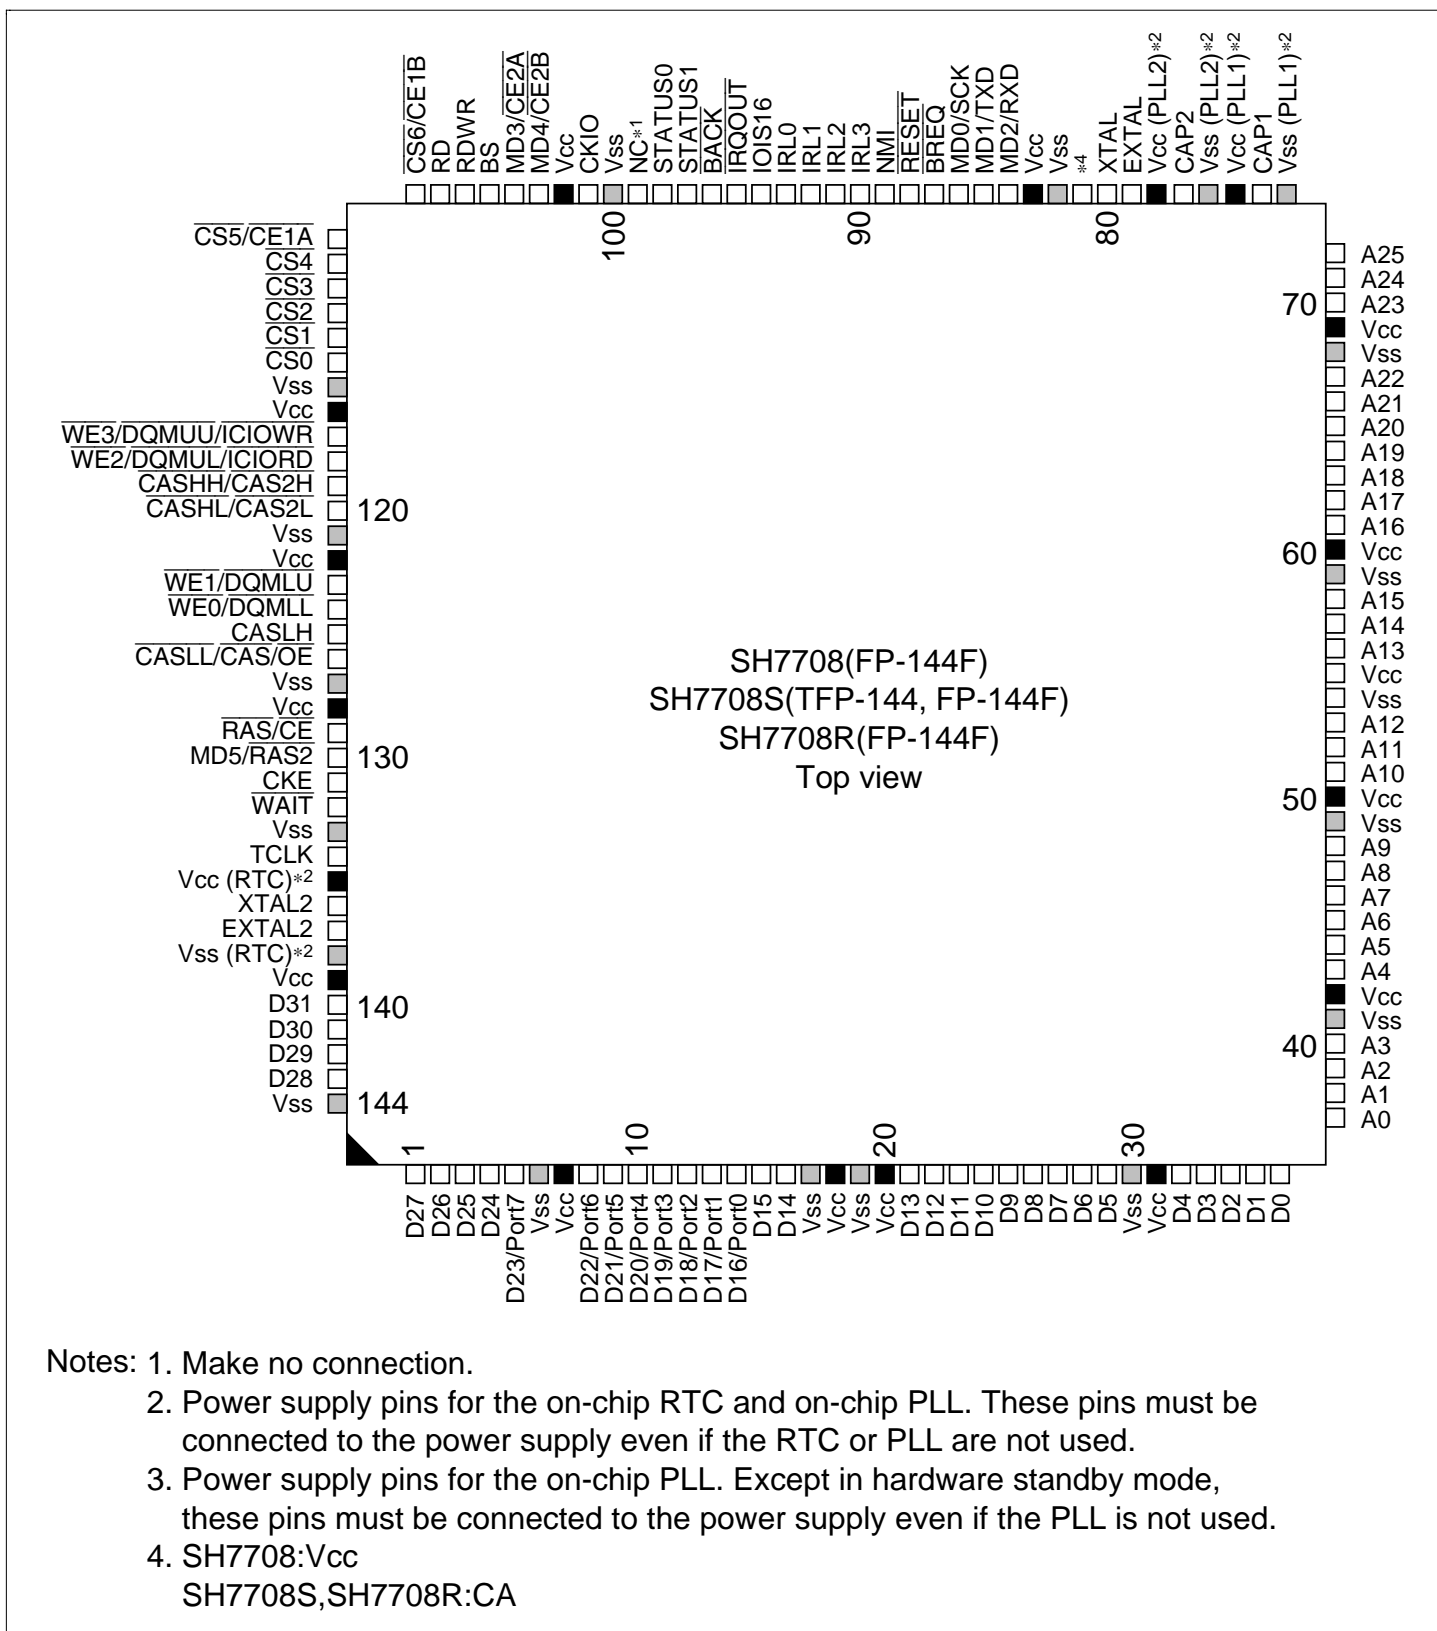 CS6/CE1B
RD
RDWR
BS
MD3/CE2A
MD4/CE2B
Vcc
CKIO
Vss
NC*1
STATUS0
STATUS1
BACK
IRQOUT
IOIS16
IRL0
IRL1
IRL2
IRL3
NMI
RESET
BREQ
MD0/SCK
MD1/TXD
MD2/RXD
Vcc
Vss
*4
XTAL
EXTAL
Vcc (PLL2)*2
CAP2
Vss (PLL2)*2
Vcc (PLL1)*2
CAP1
Vss (PLL1)*2
100
90
80
CS5/CE1A
CS4
CS3
CS2
CS1
CS0
Vss
Vcc
WE3/DQMUU/ICIOWR
WE2/DQMUL/ICIORD
CASHH/CAS2H
CASHL/CAS2L
Vss
Vcc
WE1/DQMLU
WE0/DQMLL
CASLH
CASLL/CAS/OE
Vss
Vcc
RAS/CE
MD5/RAS2
CKE
WAIT
Vss
TCLK
Vcc (RTC)*2
XTAL2
EXTAL2
Vss (RTC)*2
Vcc
D31
D30
D29
D28
Vss
120
130
140
144
SH7708(FP-144F)
SH7708S(TFP-144, FP-144F)
SH7708R(FP-144F)
Top view
70
60
50
40
A25
A24
A23
Vcc
Vss
A22
A21
A20
A19
A18
A17
A16
Vcc
Vss
A15
A14
A13
Vcc
Vss
A12
A11
A10
Vcc
Vss
A9
A8
A7
A6
A5
A4
Vcc
Vss
A3
A2
A1
A0
1
10
20
30
D27
D26
D25
D24
D23/Port7
Vss
Vcc
D22/Port6
D21/Port5
D20/Port4
D19/Port3
D18/Port2
D17/Port1
D16/Port0
D15
D14
Vss
Vcc
Vss
Vcc
D13
D12
D11
D10
D9
D8
D7
D6
D5
Vss
Vcc
D4
D3
D2
D1
D0
Notes: 1. Make no connection.
2. Power supply pins for the on-chip RTC and on-chip PLL. These pins must be
connected to the power supply even if the RTC or PLL are not used.
3. Power supply pins for the on-chip PLL. Except in hardware standby mode,
these pins must be connected to the power supply even if the PLL is not used.
4. SH7708:Vcc
SH7708S,SH7708R:CA